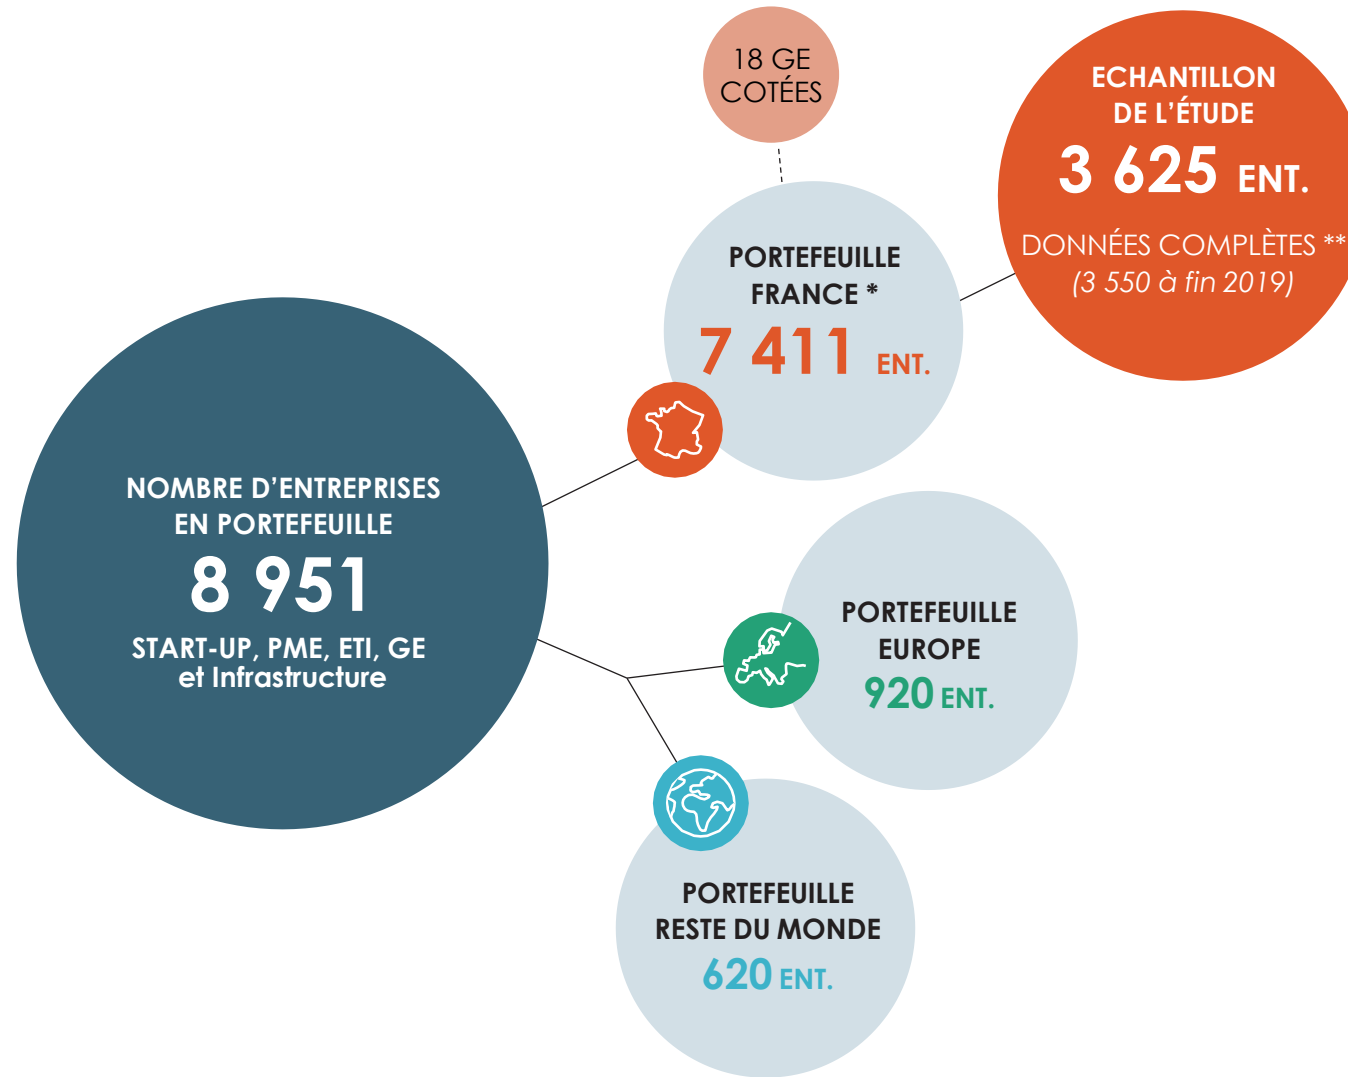 18 GE
COTÉES
ECHANTILLON
DE L’ÉTUDE
3 625 ENT.
DONNÉES COMPLÈTES **
(3 550 à fin 2019)
PORTEFEUILLE
FRANCE *
7 411 ENT.
NOMBRE D’ENTREPRISES
EN PORTEFEUILLE
8 951
START-UP, PME, ETI, GE
et Infrastructure
PORTEFEUILLE
EUROPE
920 ENT.
PORTEFEUILLE
RESTE DU MONDE
620 ENT.